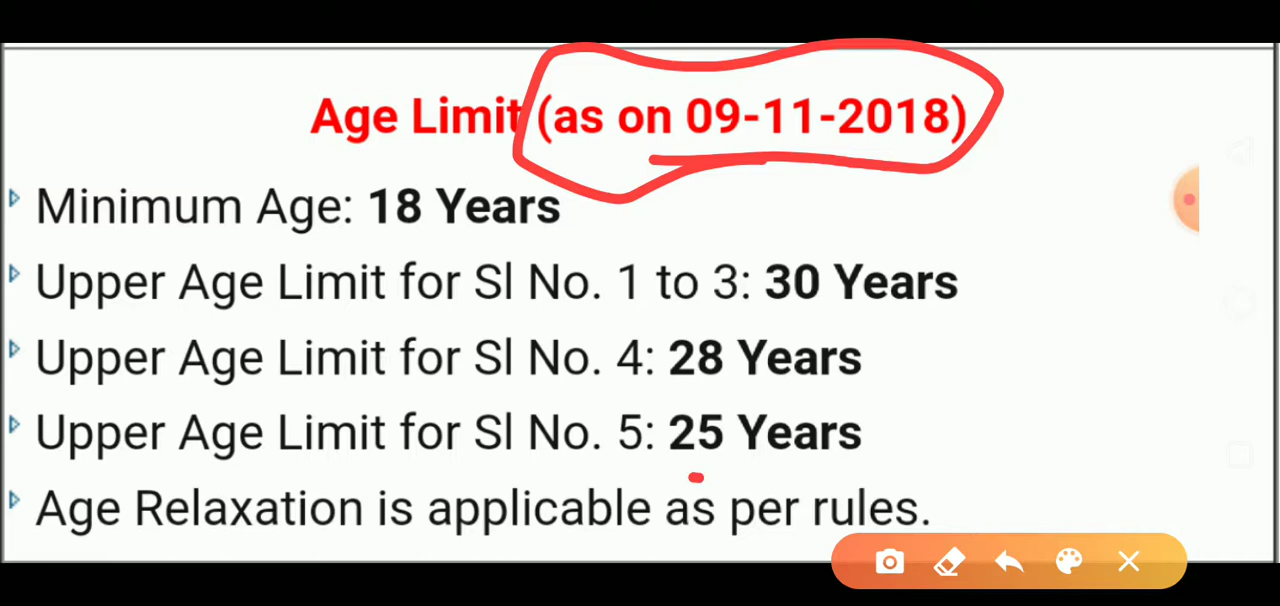 Age Limit (as on 09-11-2018)
Minimum Age: 18 Years
Upper Age Limit for Sl No. 1 to 3: 30 Years
Upper Age Limit for Sl No. 4: 28 Years
Upper Age Limit for Sl No. 5: 25 Years
Age Relaxation is applicable as per rules.